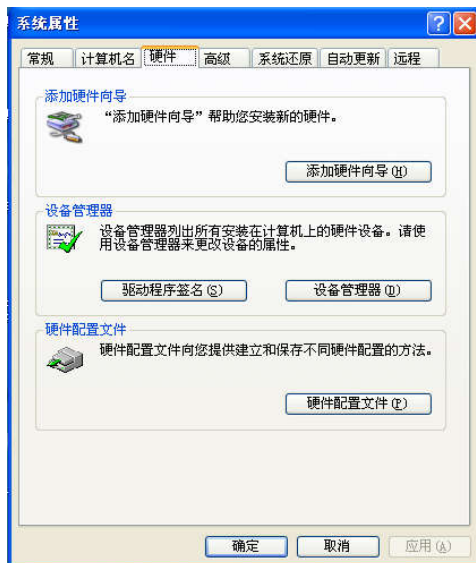 系统属性
常规 计算机名 硬件 高级 系统还原 自动更新 远程
添加硬件向导
“添加硬件向导”帮助您安装新的硬件。
添加硬件向导(H)
设备管理器
设备管理器列出所有安装在计算机上的硬件设备。请使
用设备管理器来更改设备的属性。
驱动程序签名(S) 设备管理器(D)
硬件配置文件
硬件配置文件向您提供建立和保存不同硬件配置的方法。
硬件配置文件(P)
确定 取消 应用(A)